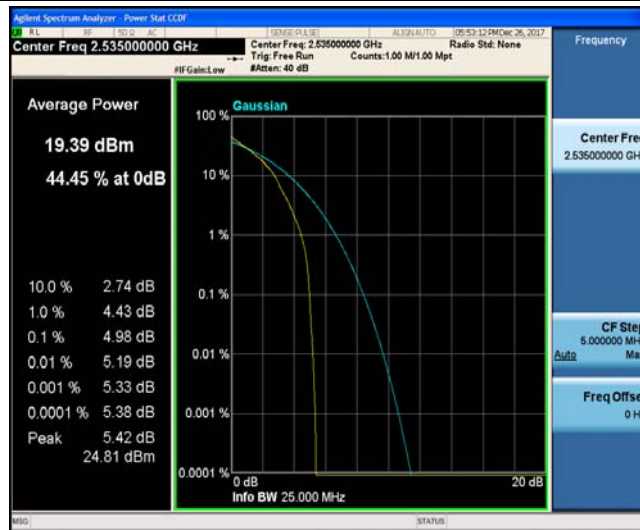 Agilent Spectrum Analyzer - Power Stat CCDF
RL RF 50 Ω AC SENSE:PULSE ALIGN AUTO 05:53:12 PM Dec 26, 2017
Center Freq 2.535000000 GHz
Center Freq: 2.535000000 GHz Radio Std: None
Trig: Free Run Counts:1.00 M/1.00 Mpt
#IFGain:Low #Atten: 40 dB
Average Power
19.39 dBm
44.45 % at 0dB
10.0 % 2.74 dB
1.0 % 4.43 dB
0.1 % 4.98 dB
0.01 % 5.19 dB
0.001 % 5.33 dB
0.0001 % 5.38 dB
Peak 5.42 dB
24.81 dBm
Gaussian
100 %
10 %
1 %
0.1 %
0.01 %
0.001 %
0.0001 %
0 dB 20 dB
Info BW 25.000 MHz
Frequency
Center Fre
2.535000000 GH
CF Step
5.000000 MH
Auto Ma
Freq Offse
0 H
MSG STATUS